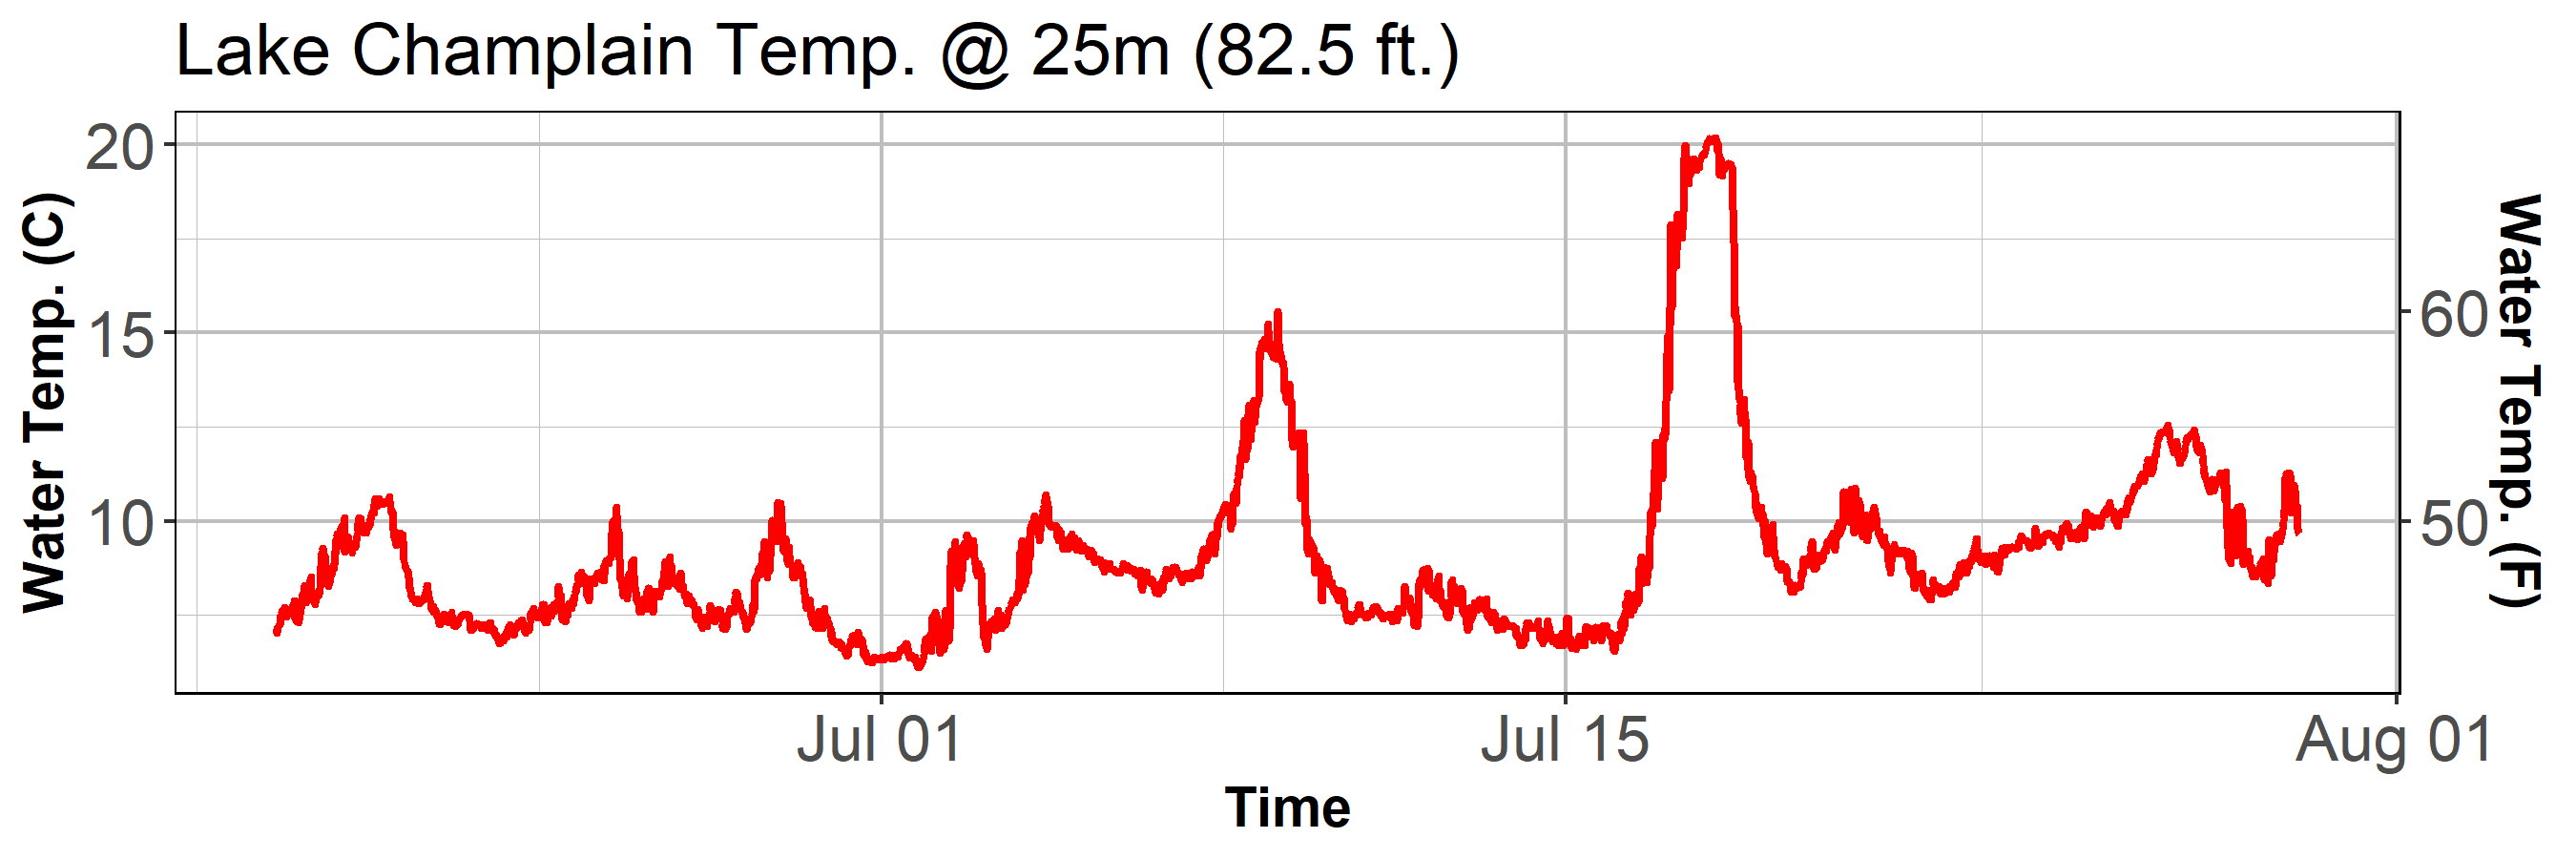 Lake Champlain Temp. @ 25m (82.5 ft.)
Water Temp. (C)
20
15
10
60
50
Water Temp. (F)
Jul 01
Jul 15
Aug 01
Time